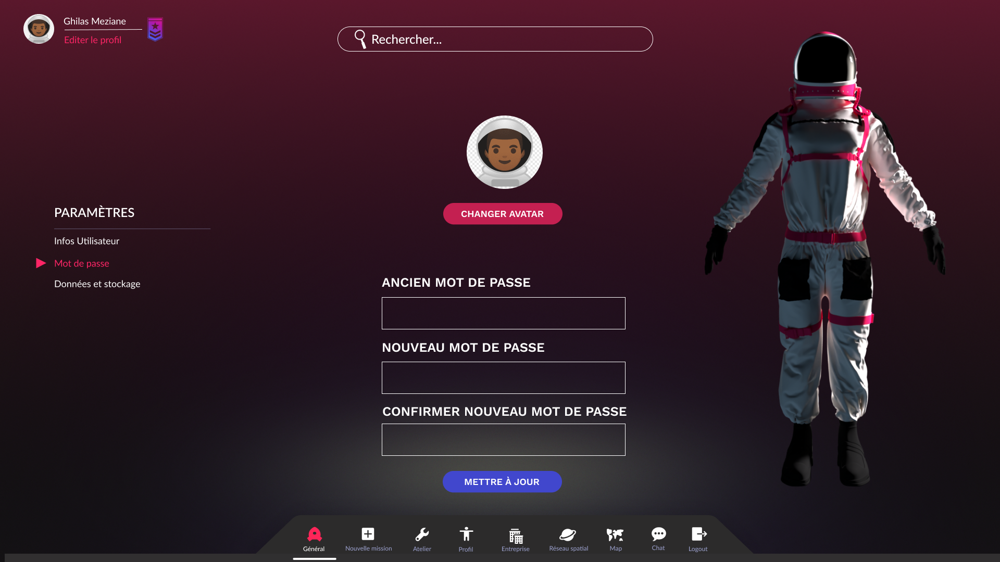 Ghilas Meziane
Editer le profil
Rechercher...
CHANGER AVATAR
PARAMÈTRES
Infos Utilisateur
Mot de passe
Données et stockage
ANCIEN MOT DE PASSE
NOUVEAU MOT DE PASSE
CONFIRMER NOUVEAU MOT DE PASSE
METTRE À JOUR
Général
Nouvelle mission
Atelier
Profil
Entreprise
Réseau spatial
Map
Chat
Logout